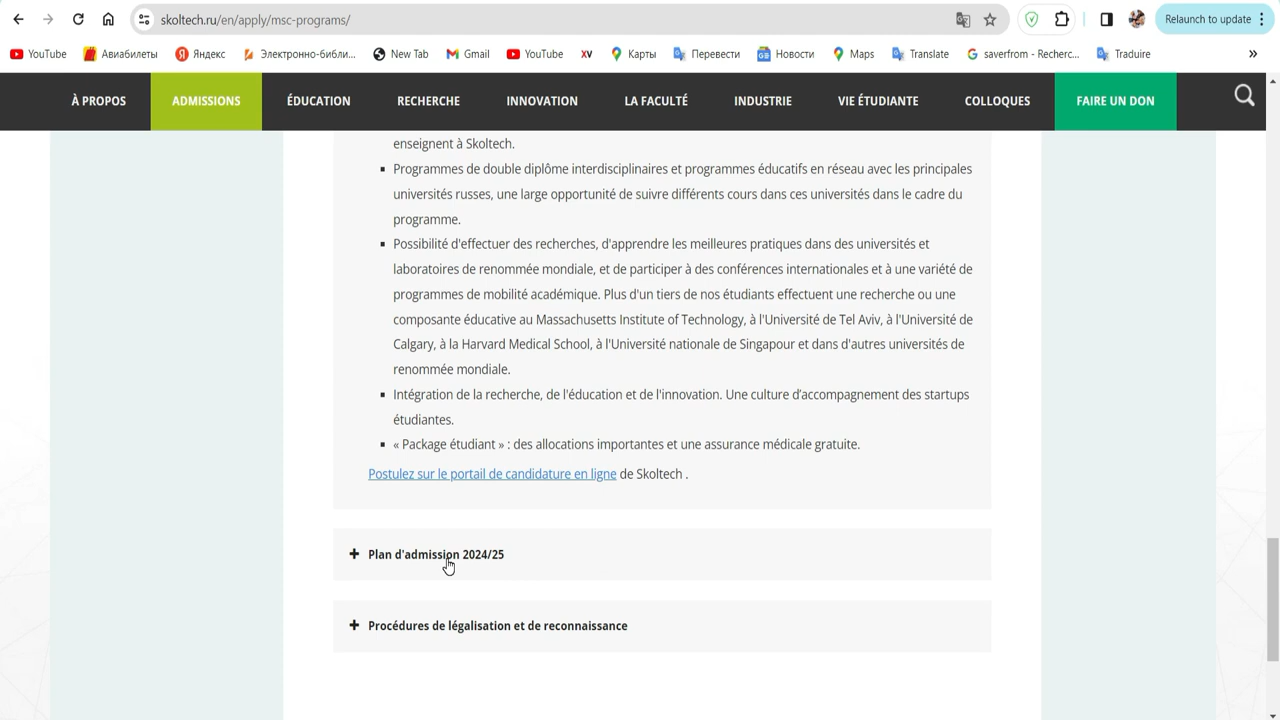 skoltech.ru/en/apply/msc-programs/
Relaunch to update
YouTube
Авиабилеты
Яндекс
Электронно-библи...
New Tab
Gmail
YouTube
XV
Карты
Перевести
Новости
Maps
Translate
saverfrom - Recherc...
Traduire
»
À PROPOS
ADMISSIONS
ÉDUCATION
RECHERCHE
INNOVATION
LA FACULTÉ
INDUSTRIE
VIE ÉTUDIANTE
COLLOQUES
FAIRE UN DON
enseignent à Skoltech.
Programmes de double diplôme interdisciplinaires et programmes éducatifs en réseau avec les principales
universités russes, une large opportunité de suivre différents cours dans ces universités dans le cadre du
programme.
Possibilité d'effectuer des recherches, d'apprendre les meilleures pratiques dans des universités et
laboratoires de renommée mondiale, et de participer à des conférences internationales et à une variété de
programmes de mobilité académique. Plus d'un tiers de nos étudiants effectuent une recherche ou une
composante éducative au Massachusetts Institute of Technology, à l'Université de Tel Aviv, à l'Université de
Calgary, à la Harvard Medical School, à l'Université nationale de Singapour et dans d'autres universités de
renommée mondiale.
Intégration de la recherche, de l'éducation et de l'innovation. Une culture d’accompagnement des startups
étudiantes.
« Package étudiant » : des allocations importantes et une assurance médicale gratuite.
Postulez sur le portail de candidature en ligne de Skoltech .
Plan d'admission 2024/25
Procédures de légalisation et de reconnaissance